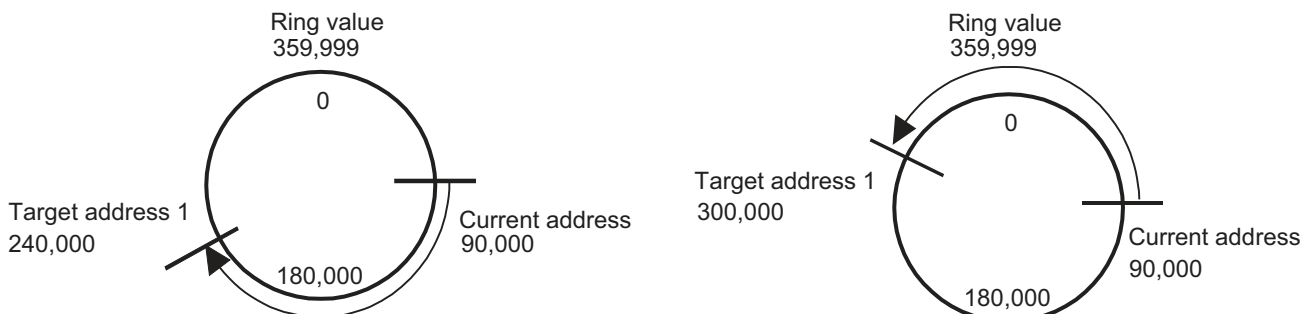 Ring value
359,999
0
Target address 1
240,000
Current address
90,000
180,000
Ring value
359,999
0
Target address 1
300,000
Current address
90,000
180,000